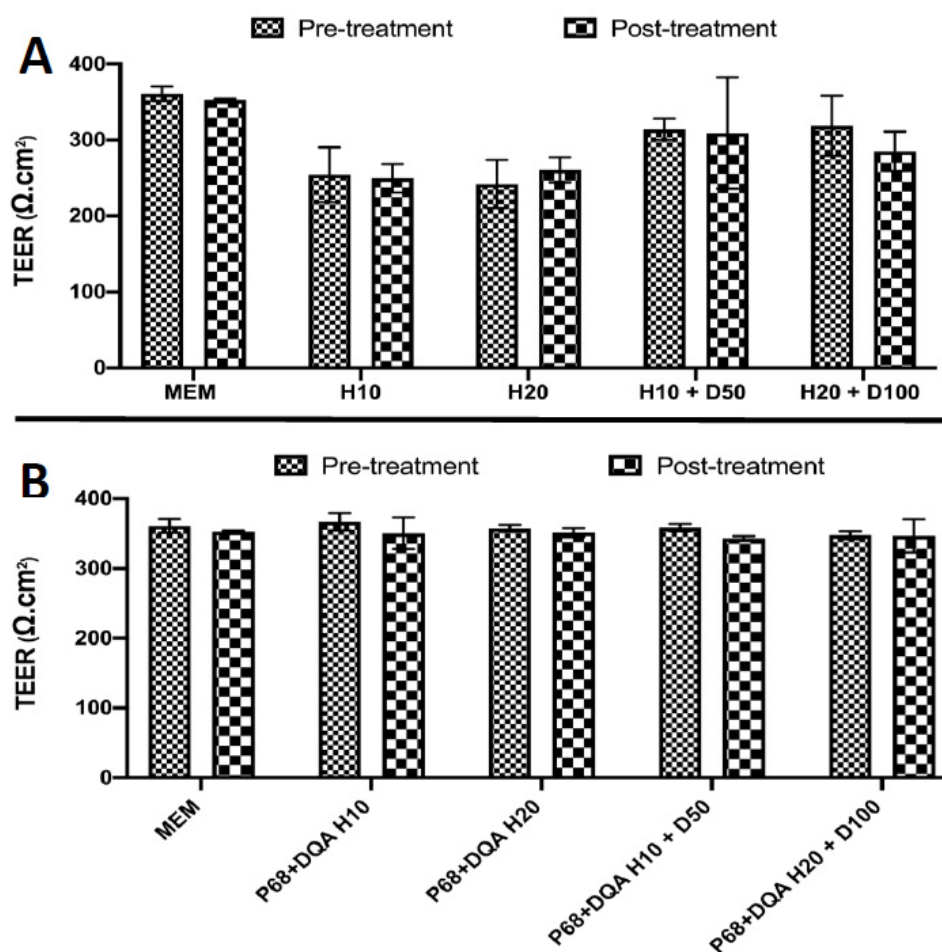 A
Pre-treatment Post-treatment
TEER (Ω.cm²)
400
300
200
100
0
MEM H10 H20 H10 + D50 H20 + D100
B
Pre-treatment Post-treatment
TEER (Ω.cm²)
400
300
200
100
0
MEM
P68+DQA H10
P68+DQA H20
P68+DQA H10 + D50
P68+DQA H20 + D100